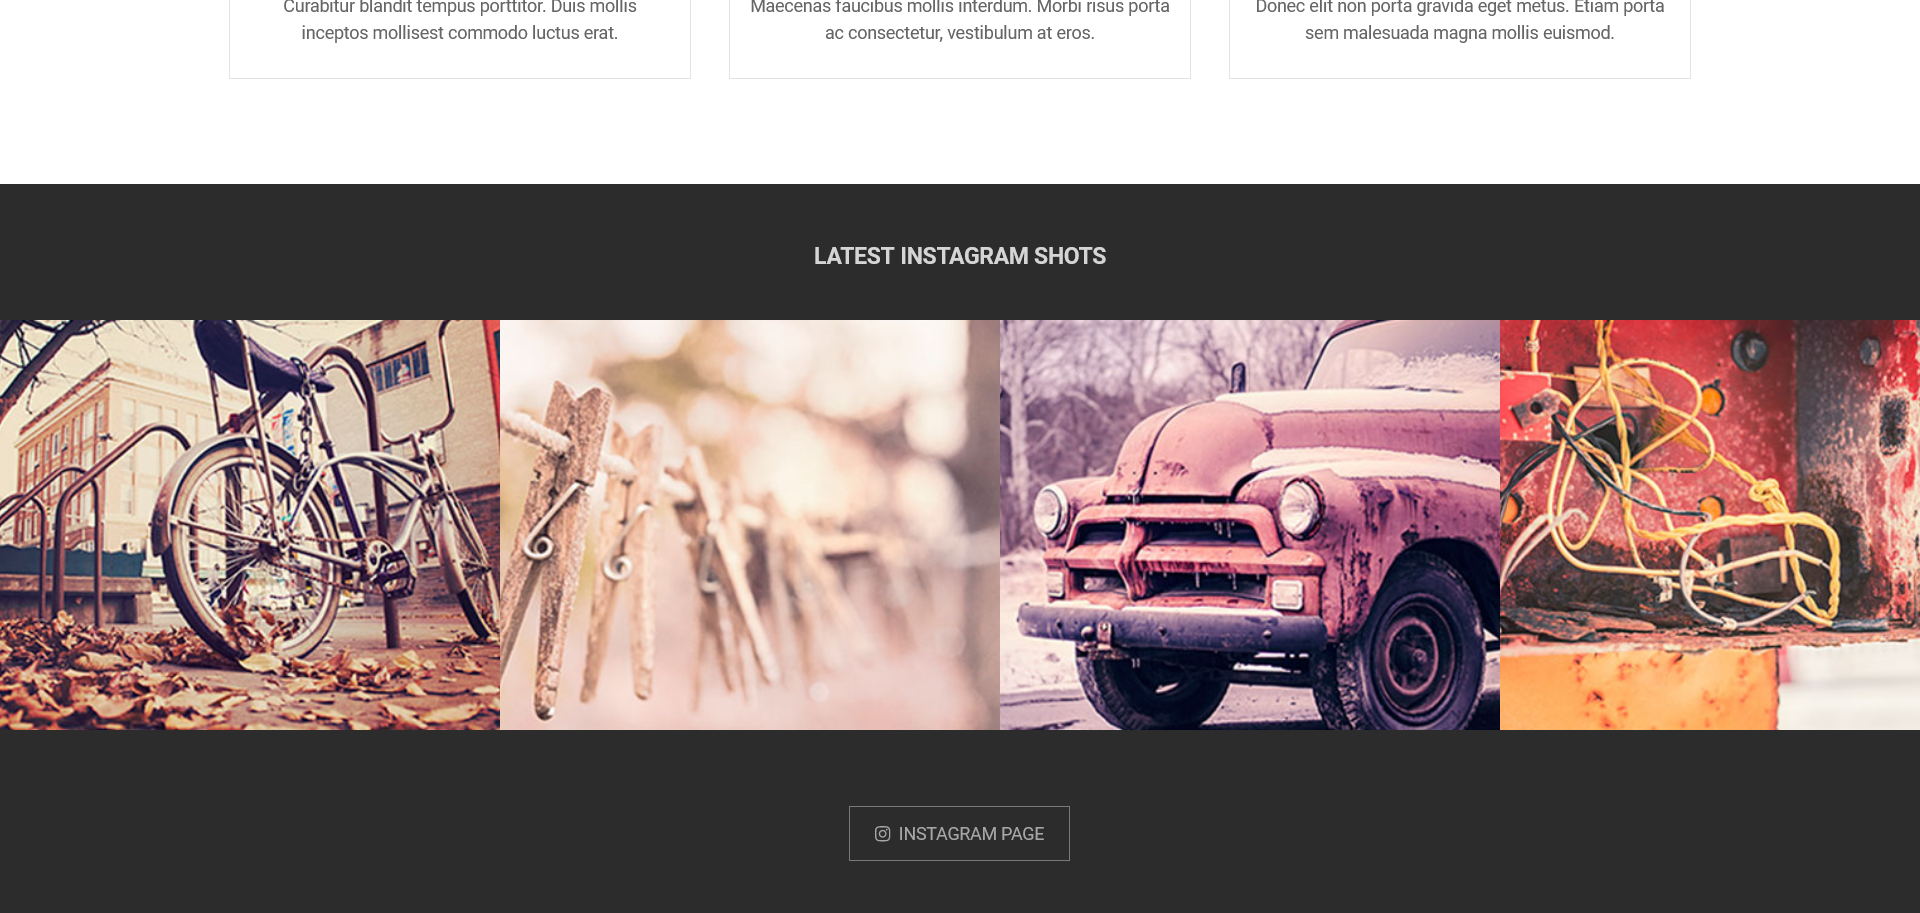 Curabitur blandit tempus porttitor. Duis mollis
inceptos mollisest commodo luctus erat.
Maecenas faucibus mollis interdum. Morbi risus porta
ac consectetur, vestibulum at eros.
Donec elit non porta gravida eget metus. Etiam porta
sem malesuada magna mollis euismod.
LATEST INSTAGRAM SHOTS
INSTAGRAM PAGE